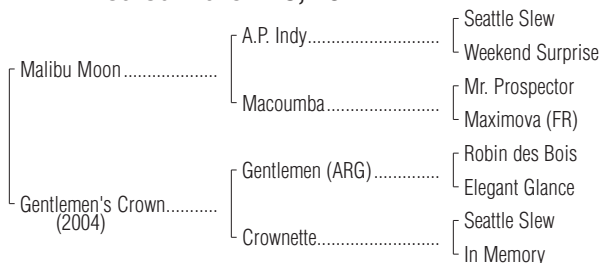 Seattle Slew
A.P. Indy
Weekend Surprise
Malibu Moon
Mr. Prospector
Macoumba
Maximova (FR)
Robin des Bois
Gentlemen (ARG)
Elegant Glance
Gentlemen's Crown
(2004)
Seattle Slew
Crownette
In Memory